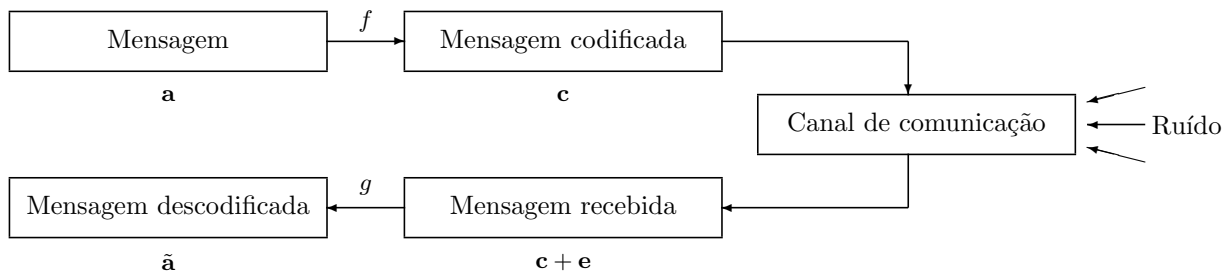 f
Mensagem
Mensagem codificada
a
c
Canal de comunicação
Ruído
g
Mensagem descodificada
Mensagem recebida
ã
c + e